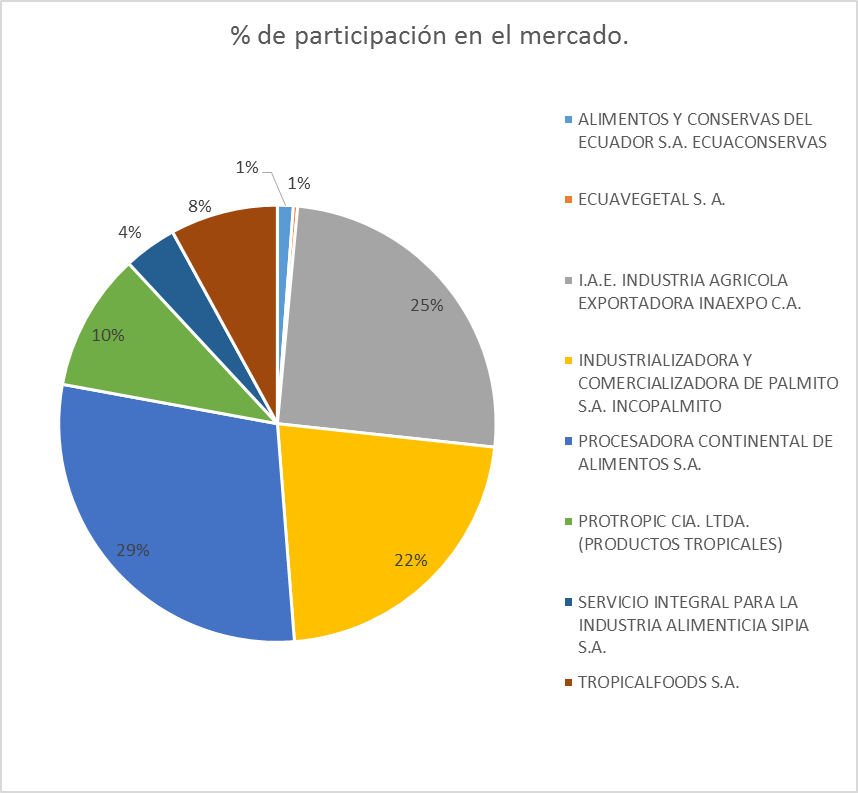 % de participación en el mercado.
1%
1%
8%
4%
25%
10%
29%
22%
ALIMENTOS Y CONSERVAS DEL
ECUADOR S.A. ECUACONSERVAS
ECUAVEGETAL S. A.
I.A.E. INDUSTRIA AGRICOLA
EXPORTADORA INAEXPO C.A.
INDUSTRIALIZADORA Y
COMERCIALIZADORA DE PALMITO
S.A. INCOPALMITO
PROCESADORA CONTINENTAL DE
ALIMENTOS S.A.
PROTROPIC CIA. LTDA.
(PRODUCTOS TROPICALES)
SERVICIO INTEGRAL PARA LA
INDUSTRIA ALIMENTICIA SIPIA
S.A.
TROPICALFOODS S.A.